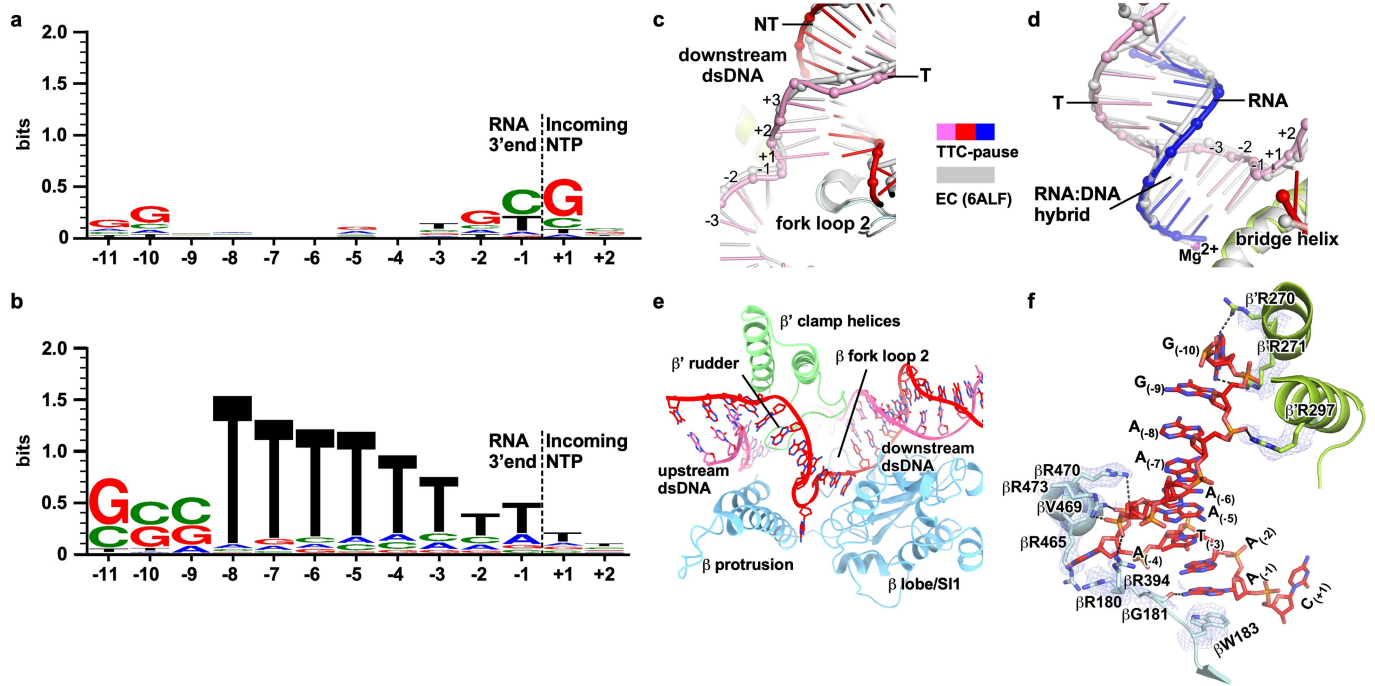 a
2.0
1.5
1.0
0.5
0
bits
RNA Incoming
3'end NTP
G G T G C T G C
-11 -10 -9 -8 -7 -6 -5 -4 -3 -2 -1 +1 +2
b
2.0
1.5
1.0
0.5
0
bits
RNA Incoming
3'end NTP
G C C T T T T T T T T T
C G G
A A G C A A C C A
-11 -10 -9 -8 -7 -6 -5 -4 -3 -2 -1 +1 +2
c
NT
downstream
dsDNA
T
+3
+2
+1
-1
-2
-3
fork loop 2
TTC-pause
EC (6ALF)
d
T
RNA
-3 -2 -1 +1 +2
RNA:DNA
hybrid
Mg2+
bridge helix
e
β' clamp helices
β' rudder
β fork loop 2
upstream
dsDNA
downstream
dsDNA
β protrusion
β lobe/SI1
f
β'R270
G(-10)
β'R271
G(-9)
β'R297
A(-8)
A(-7)
βR470
βR473
A(-6)
βV469
A(-5)
βR465
T(-3)
A(-2)
A(-4)
A(-1)
βR394
C(+1)
βR180
βG181
βW183